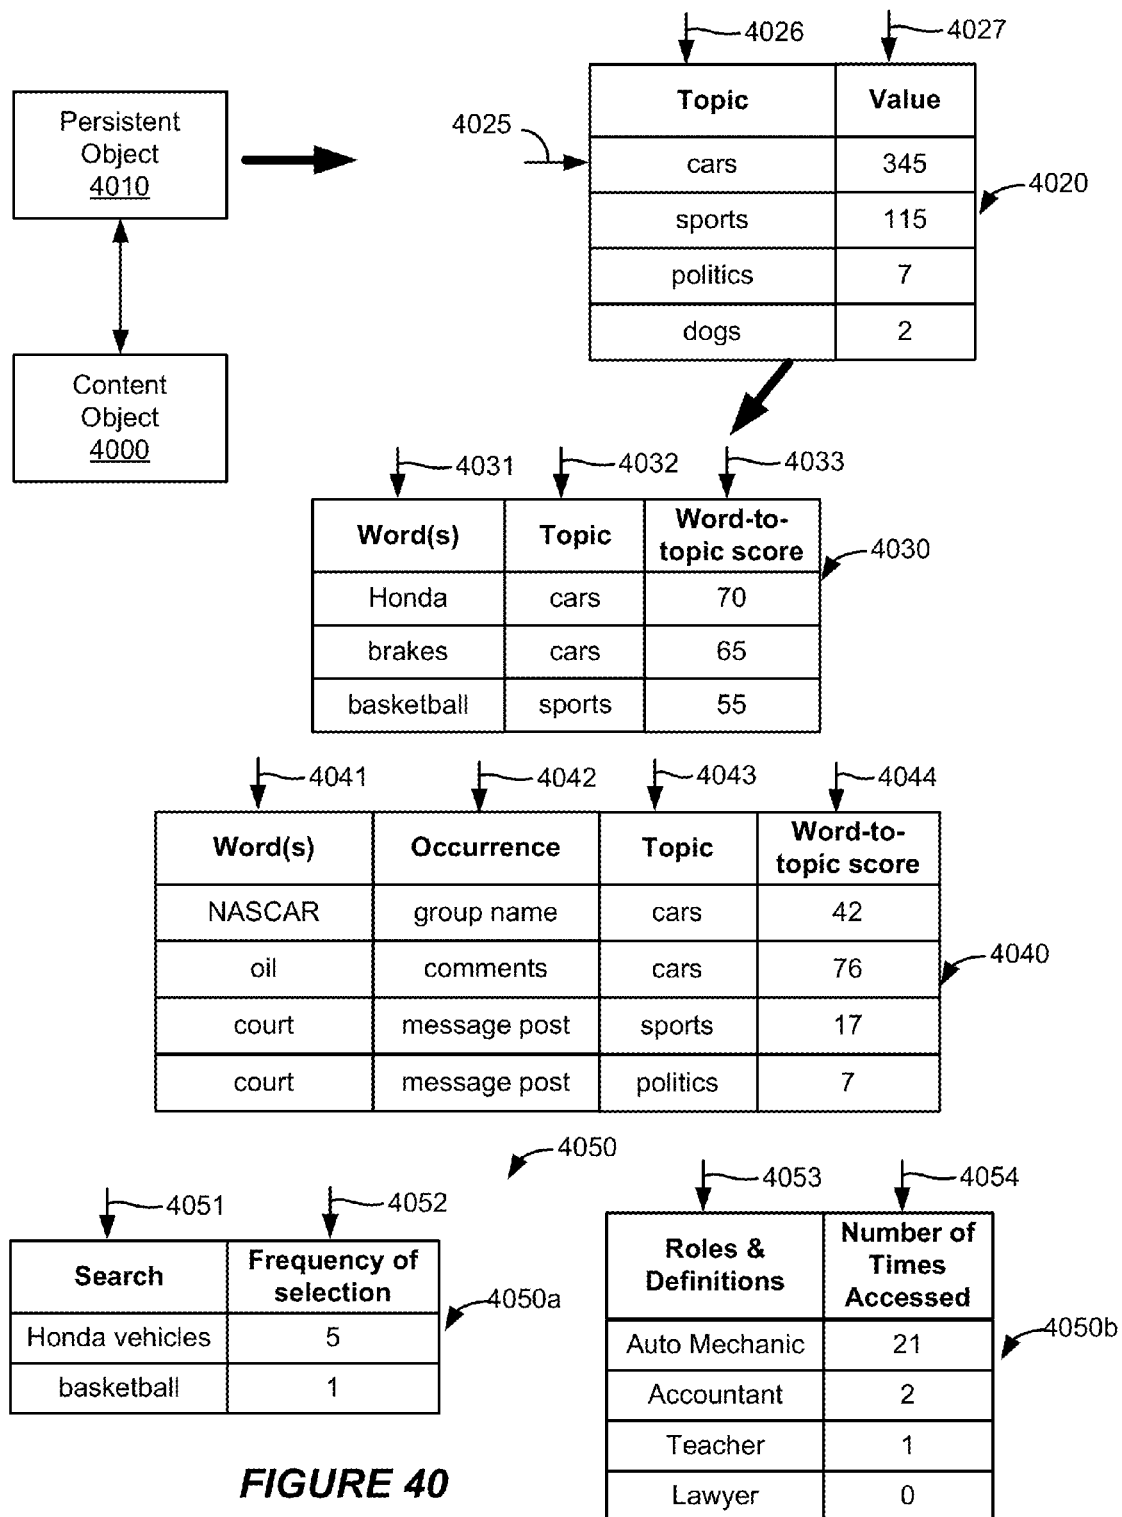 4026
4027
Persistent
Object
4010
4025
Topic Value
cars 345
sports 115
politics 7
dogs 2
4020
Content
Object
4000
4031
4032
4033
Word(s) Topic Word-to-
topic score
Honda cars 70
brakes cars 65
basketball sports 55
4030
4041
4042
4043
4044
Word(s) Occurrence Topic Word-to-
topic score
NASCAR group name cars 42
oil comments cars 76
court message post sports 17
court message post politics 7
4040
4050
4051
4052
Search Frequency of
selection
Honda vehicles 5
basketball 1
4050a
4053
4054
Roles &
Definitions
Number of
Times
Accessed
Auto Mechanic 21
Accountant 2
Teacher 1
Lawyer 0
4050b
FIGURE 40